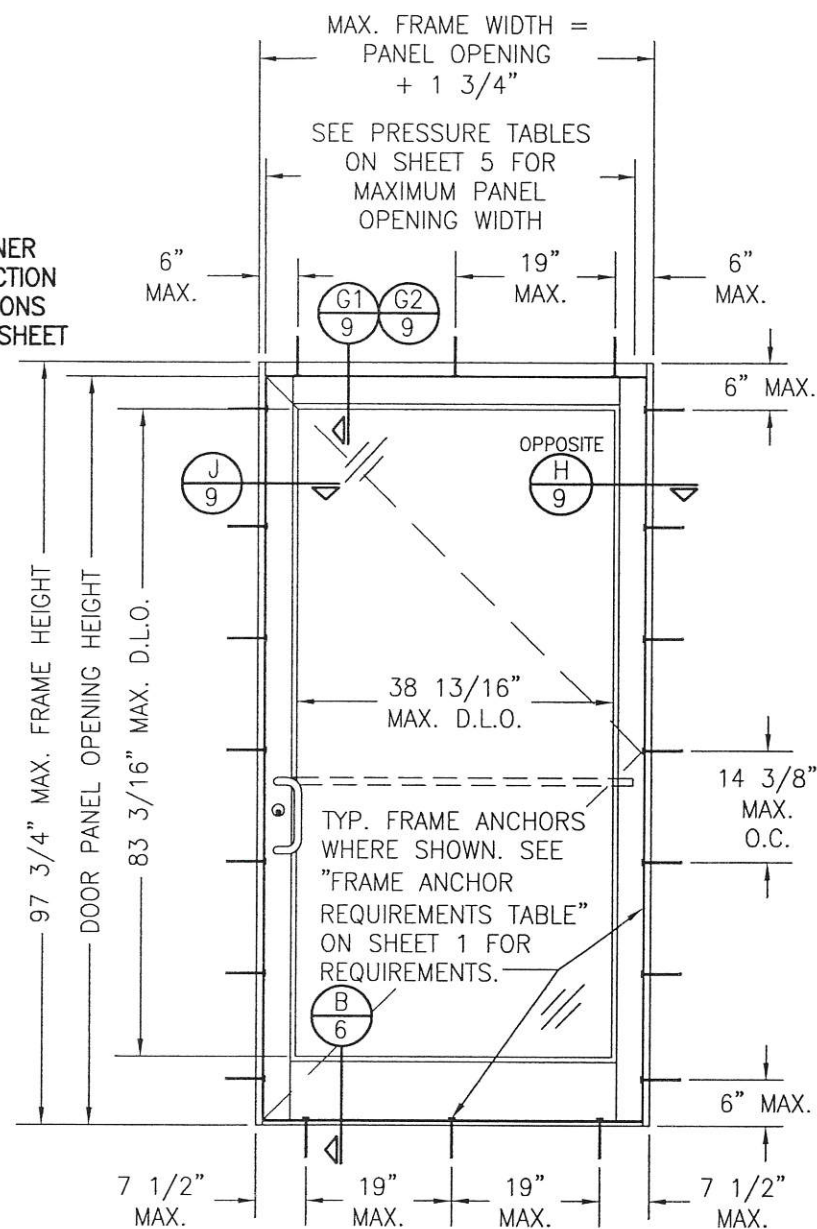 MAX. FRAME WIDTH =
PANEL OPENING
+ 1 3/4"
SEE PRESSURE TABLES
ON SHEET 5 FOR
MAXIMUM PANEL
OPENING WIDTH
SHEET
6"
MAX.
19"
MAX.
6"
MAX.
G1
9
G2
9
6" MAX.
J
9
OPPOSITE
H
9
97 3/4" MAX. FRAME HEIGHT
DOOR PANEL OPENING HEIGHT
83 3/16" MAX. D.L.O.
38 13/16"
MAX. D.L.O.
14 3/8"
MAX.
O.C.
TYP. FRAME ANCHORS
WHERE SHOWN. SEE
"FRAME ANCHOR
REQUIREMENTS TABLE"
ON SHEET 1 FOR
REQUIREMENTS.
B
6
6" MAX.
7 1/2"
MAX.
19"
MAX.
19"
MAX.
7 1/2"
MAX.